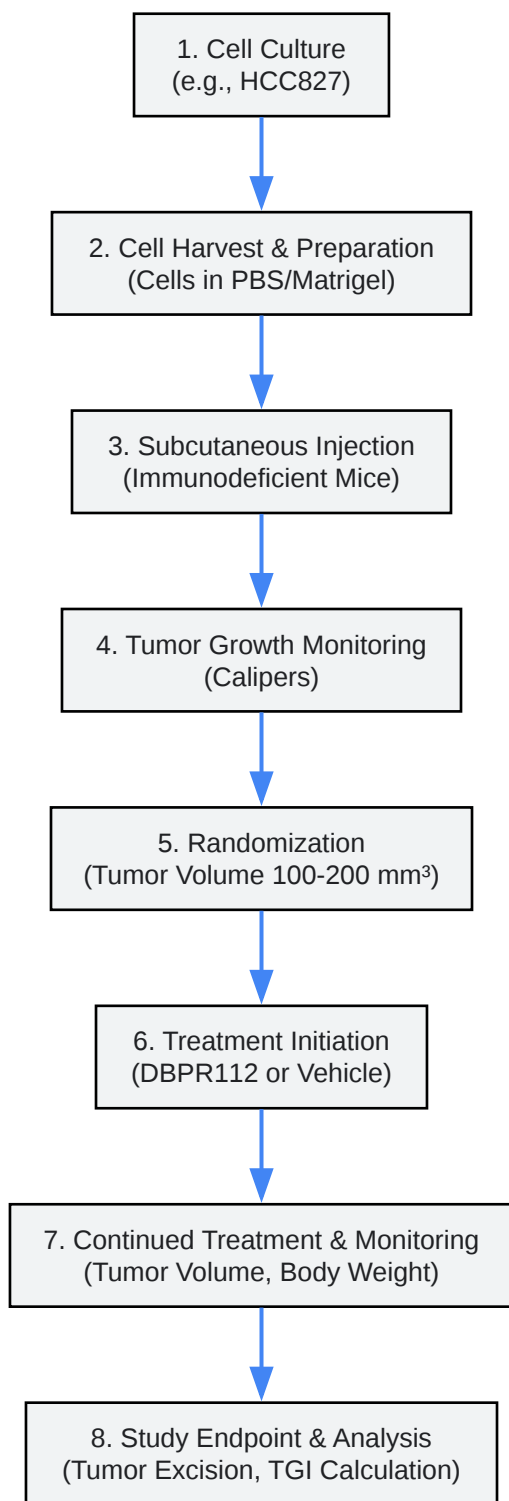 1. Cell Culture
(e.g., HCC827)
2. Cell Harvest & Preparation
(Cells in PBS/Matrigel)
3. Subcutaneous Injection
(Immunodeficient Mice)
4. Tumor Growth Monitoring
(Calipers)
5. Randomization
(Tumor Volume 100-200 mm³)
6. Treatment Initiation
(DBPR112 or Vehicle)
7. Continued Treatment & Monitoring
(Tumor Volume, Body Weight)
8. Study Endpoint & Analysis
(Tumor Excision, TGI Calculation)